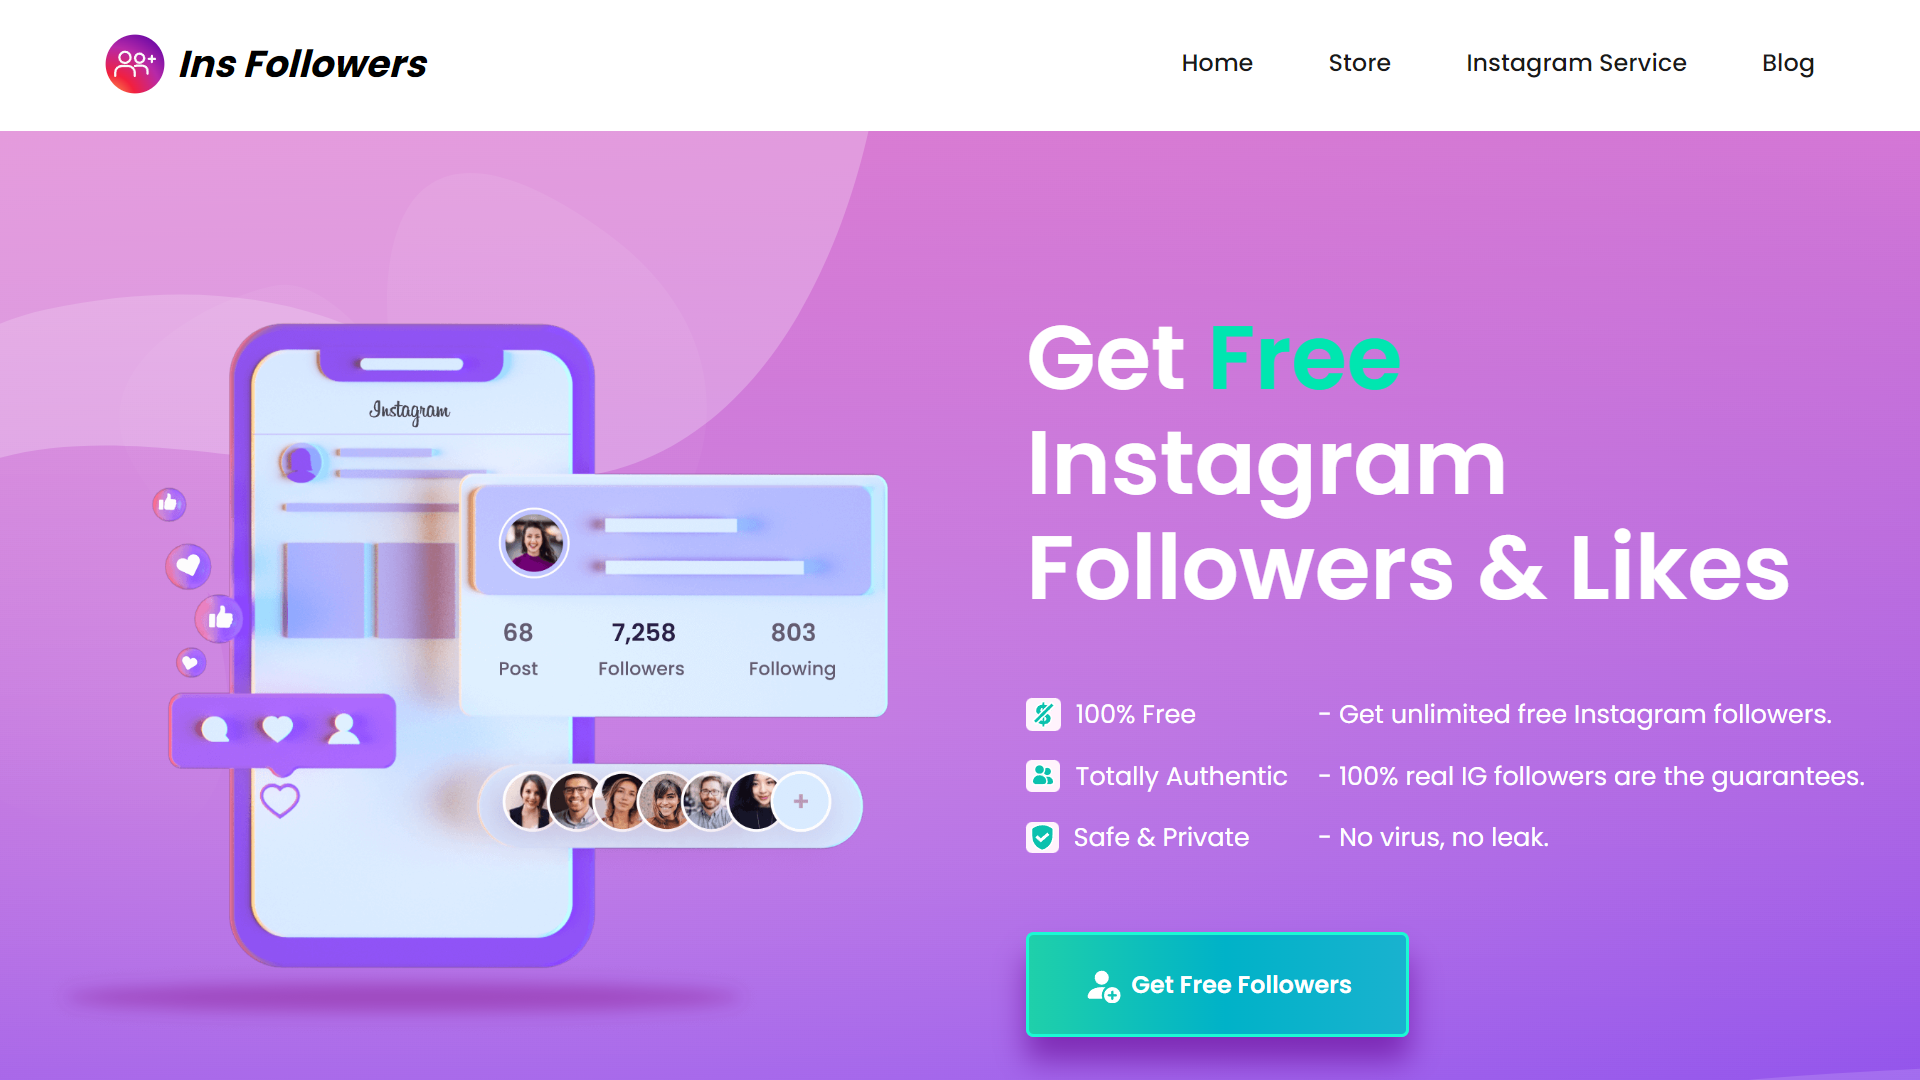 Ins Followers
Home
Store
Instagram Service
Blog
Instagram
68
7,258
803
Post
Followers
Following
Get Free
Instagram
Followers & Likes
100% Free - Get unlimited free Instagram followers.
Totally Authentic - 100% real IG followers are the guarantees.
Safe & Private - No virus, no leak.
Get Free Followers